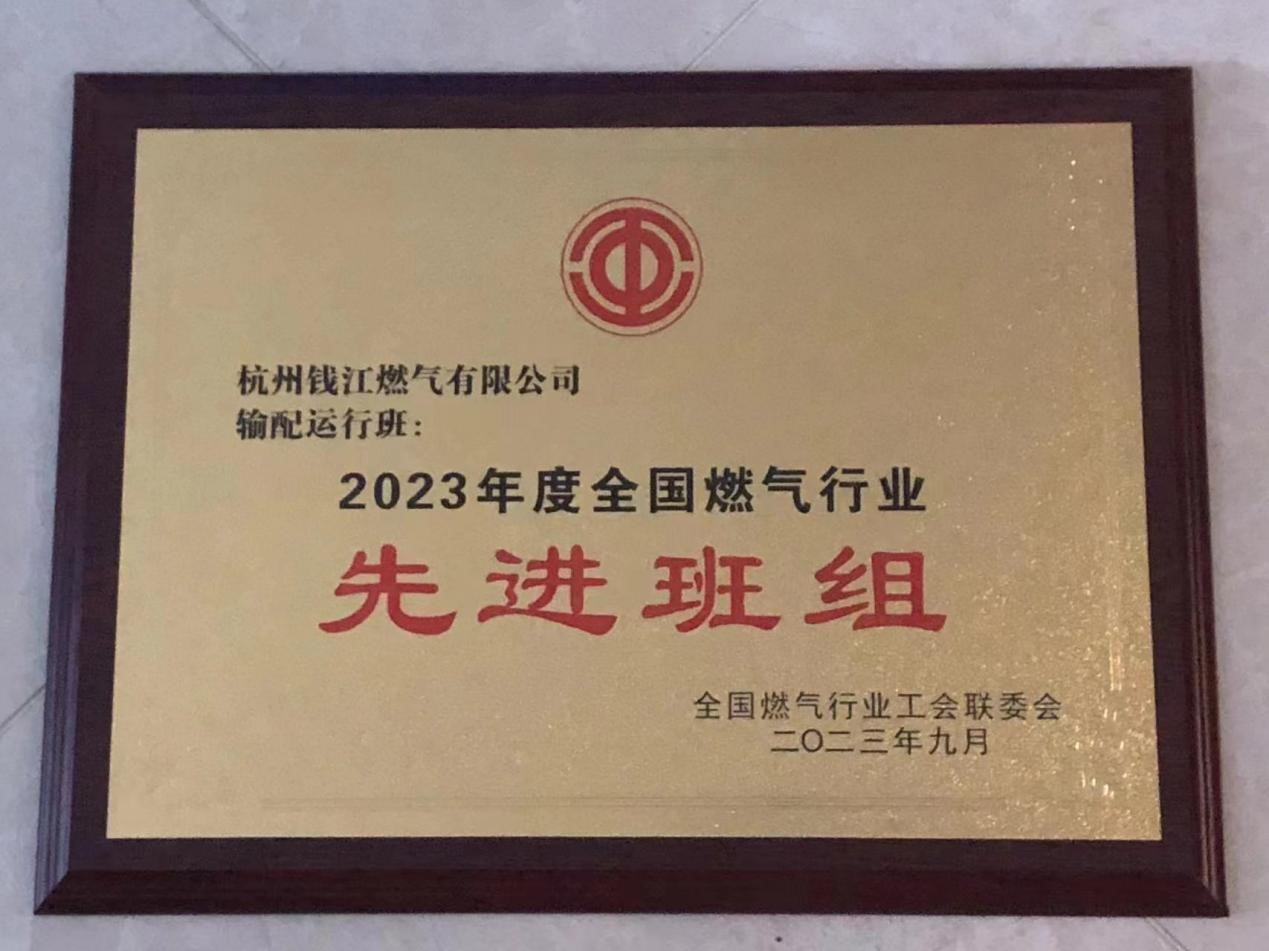 杭州钱江燃气有限公司
输配运行班:
2023年度全国燃气行业
先进班组
全国燃气行业工会联委会
二〇二三年九月